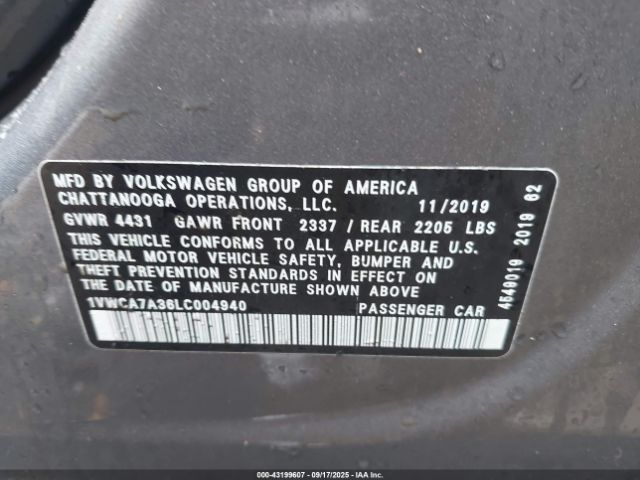 MFD BY VOLKSWAGEN GROUP OF AMERICA
CHATTANOOGA OPERATIONS, LLC. 11/2019
GVWR 4431 GAWR FRONT 2337 / REAR 2205 LBS
THIS VEHICLE CONFORMS TO ALL APPLICABLE U.S.
FEDERAL MOTOR VEHICLE SAFETY, BUMPER AND
THEFT PREVENTION STANDARDS IN EFFECT ON
THE DATE OF MANUFACTURE SHOWN ABOVE.
1VWCA7A36LC004940 PASSENGER CAR
4549019 2019 62
000-43199607 - 09/17/2025 - IAA Inc.